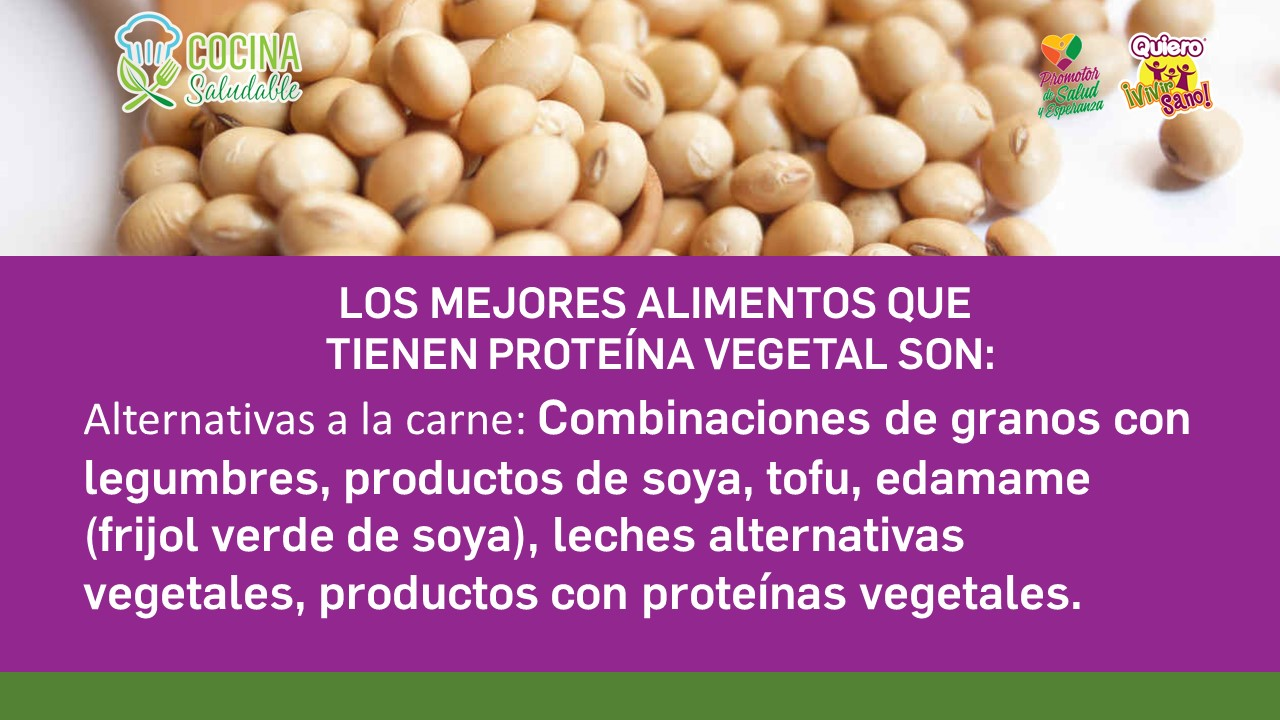 COCINA
Saludable
Promotor
de Salud
y Esperanza
Quiero
¡Vivir
Sano!
LOS MEJORES ALIMENTOS QUE
TIENEN PROTEÍNA VEGETAL SON:
Alternativas a la carne: Combinaciones de granos con
legumbres, productos de soya, tofu, edamame
(frijol verde de soya), leches alternativas
vegetales, productos con proteínas vegetales.